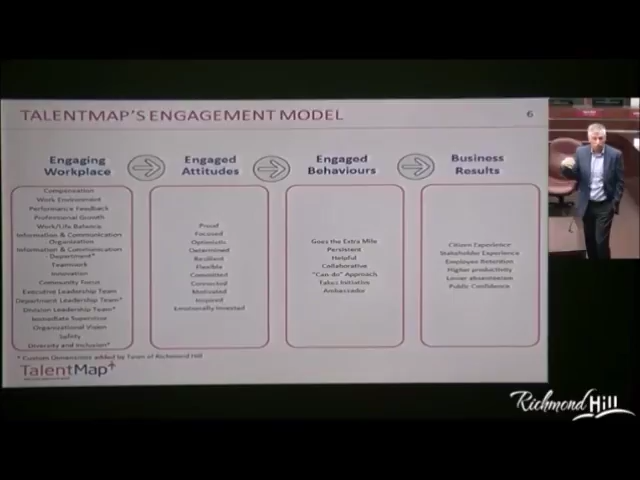 TALENTMAP'S ENGAGEMENT MODEL
6
Engaging
Workplace
Engaged
Attitudes
Engaged
Behaviours
Business
Results
Compensation
Work Environment
Performance Feedback
Professional Growth
Work/Life Balance
Information & Communication
Organization
Information & Communication
Department*
Teamwork
Innovation
Community Focus
Executive Leadership Team
Department Leadership Team*
Division Leadership Team*
Immediate Supervisor
Organizational Vision
Safety
Diversity and Inclusion*
Proud
Focused
Optimistic
Determined
Resilient
Flexible
Committed
Connected
Motivated
Inspired
Emotionally Invested
Goes the Extra Mile
Persistent
Helpful
Collaborative
"Can-do" Approach
Takes Initiative
Ambassador
Citizen Experience
Stakeholder Experience
Employee Retention
Higher productivity
Lower absenteeism
Public Confidence
* Custom Dimensions added by Town of Richmond Hill
TalentMap
Richmond Hill